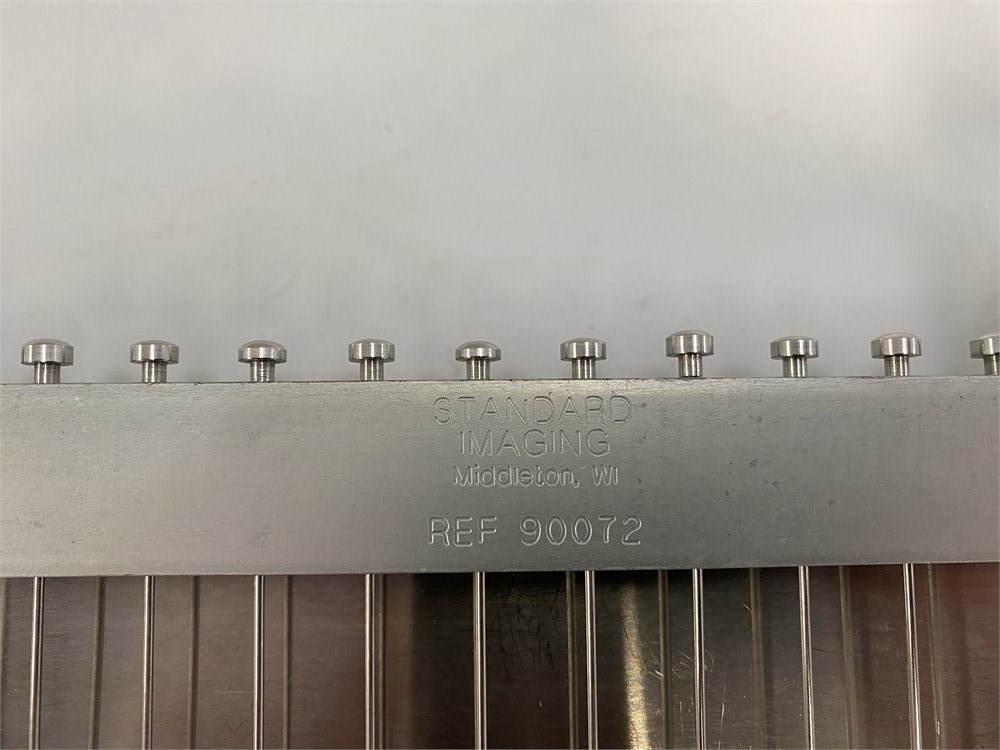 STANDARD
IMAGING
Middleton, WI
REF 90072